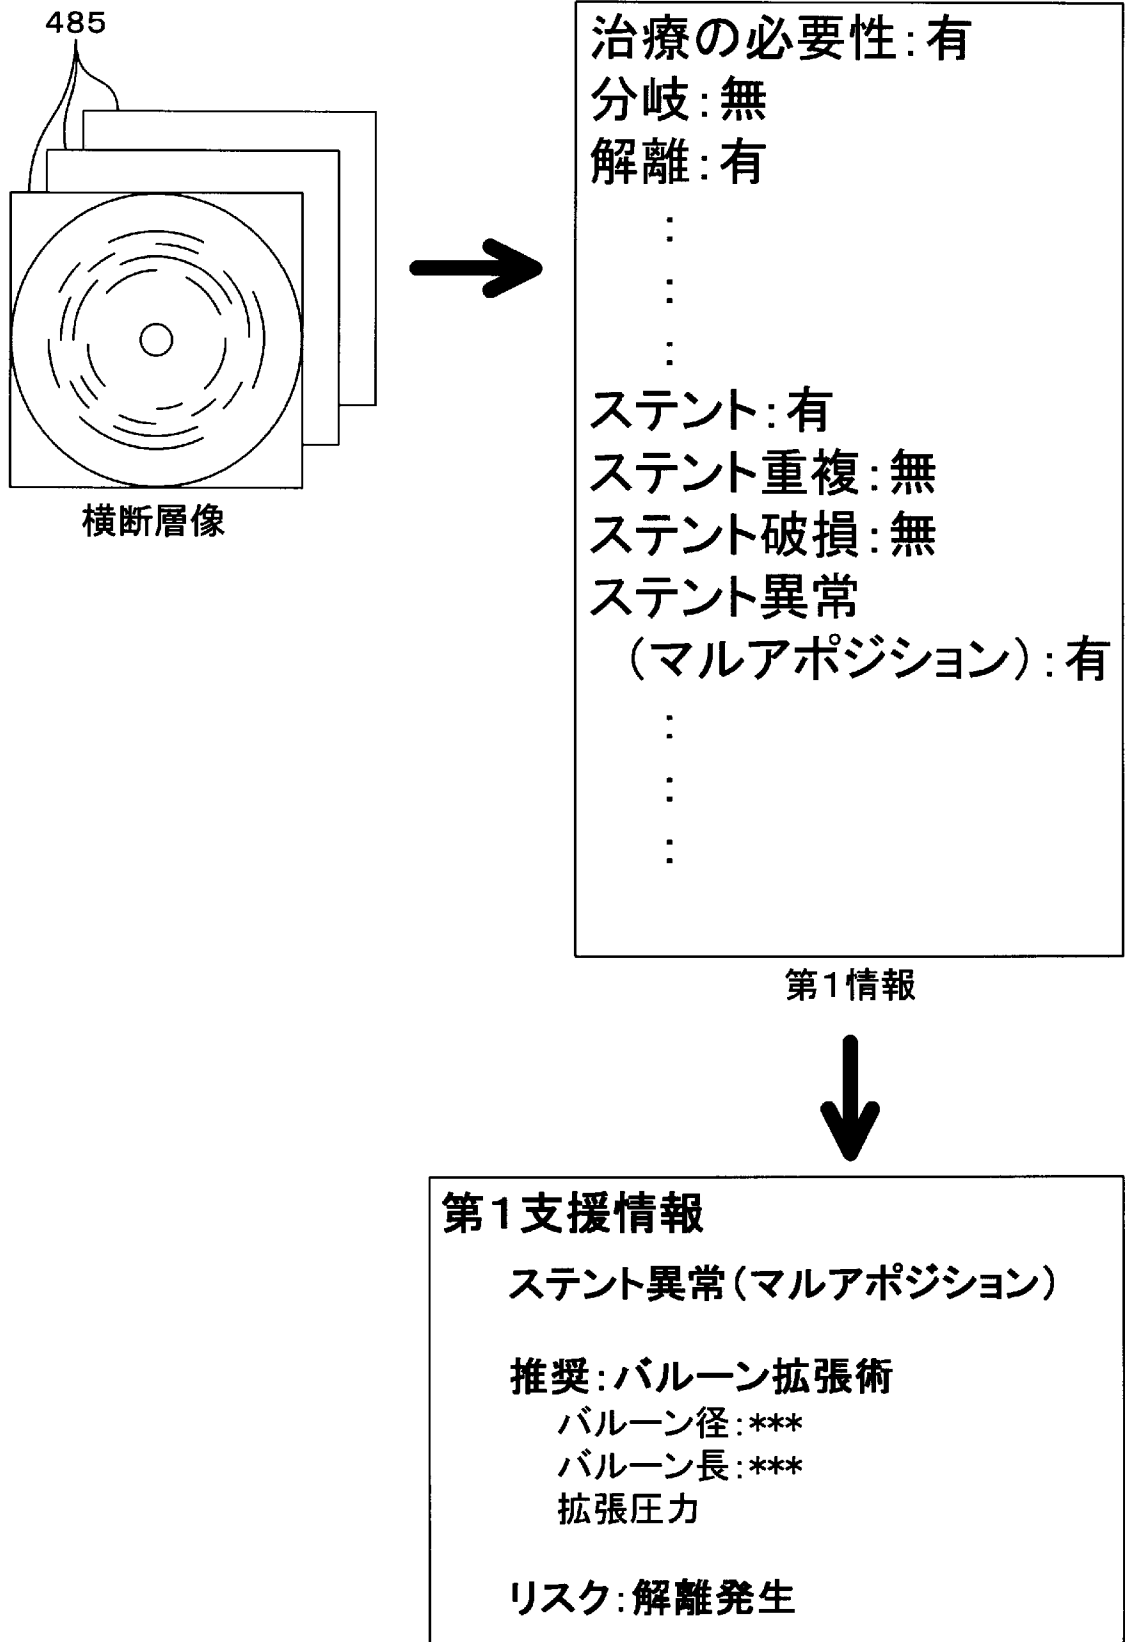 485
横断層像
治療の必要性:有
分岐:無
解離:有
:
:
:
ステント:有
ステント重複:無
ステント破損:無
ステント異常
(マルアポジション):有
:
:
:
第1情報
第1支援情報
ステント異常(マルアポジション)
推奨:バルーン拡張術
バルーン径:***
バルーン長:***
拡張圧力
リスク:解離発生